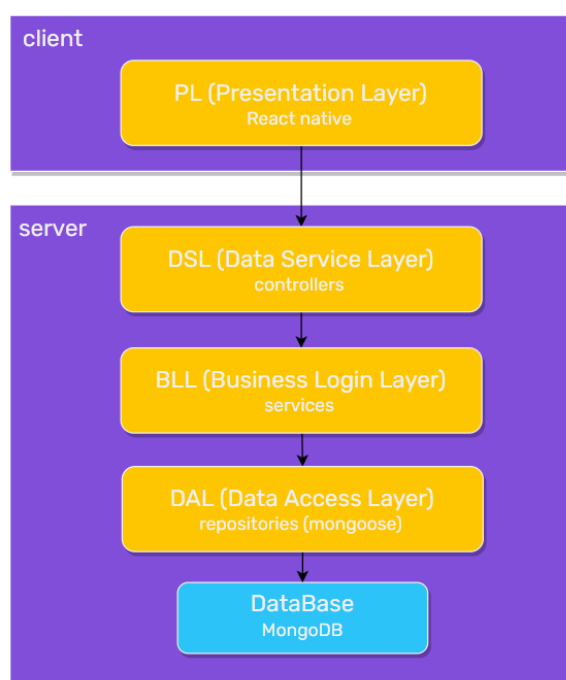 client
PL (Presentation Layer)
React native
server
DSL (Data Service Layer)
controllers
BLL (Business Login Layer)
services
DAL (Data Access Layer)
repositories (mongoose)
DataBase
MongoDB